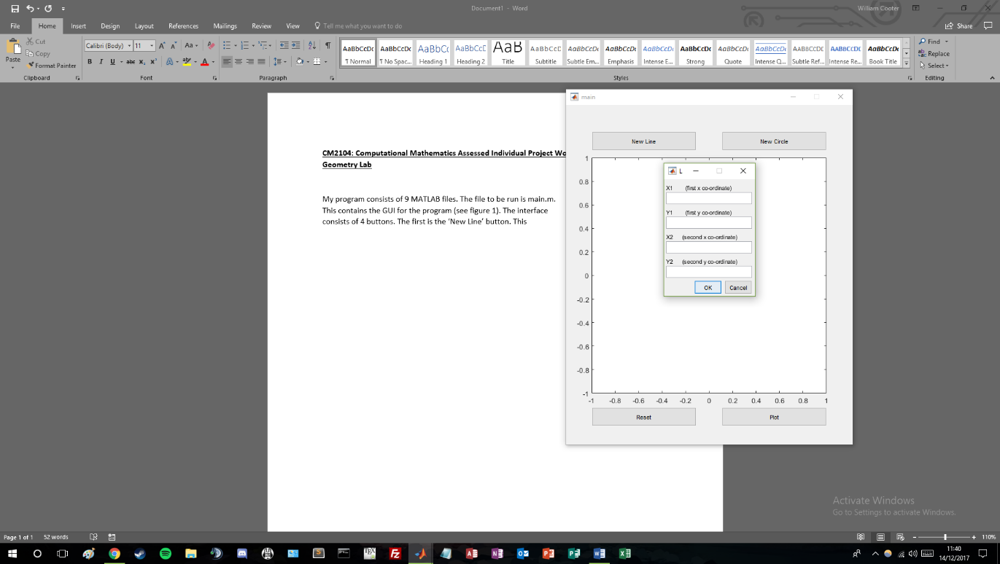 Document1 - Word
William Cooter
File Home Insert Design Layout References Mailings Review View Tell me what you want to do
Share
Paste
Cut
Copy
Format Painter
Calibri (Body) 11
Aa
B I U abc X₂ X² A
AaBbCcDc AaBbCcDc AaBbCc AaBbCcE AaB AaBbCcD AaBbCcDc AaBbCcDc AaBbCcDc AaBbCcDc AaBbCcDc AaBbCcDc AABBCCDE AABBCCDE AaBbCcDc
¶ Normal ¶ No Spac... Heading 1 Heading 2 Title Subtitle Subtle Em... Emphasis Intense E... Strong Quote Intense Q... Subtle Ref... Intense Re... Book Title
Find
Replace
Select
Clipboard Font Paragraph Styles Editing
CM2104: Computational Mathematics Assessed Individual Project Wo
Geometry Lab
My program consists of 9 MATLAB files. The file to be run is main.m.
This contains the GUI for the program (see figure 1). The interface
consists of 4 buttons. The first is the ‘New Line’ button. This
main
New Line New Circle
1
0.8
0.6
0.4
0.2
0
-0.2
-0.4
-0.6
-0.8
-1
-1 -0.8 -0.6 -0.4 -0.2 0 0.2 0.4 0.6 0.8 1
L
X1 (first x co-ordinate)
Y1 (first y co-ordinate)
X2 (second x co-ordinate)
Y2 (second y co-ordinate)
OK Cancel
Reset Plot
Activate Windows
Go to Settings to activate Windows.
Page 1 of 1 52 words
110%
11:40
14/12/2017